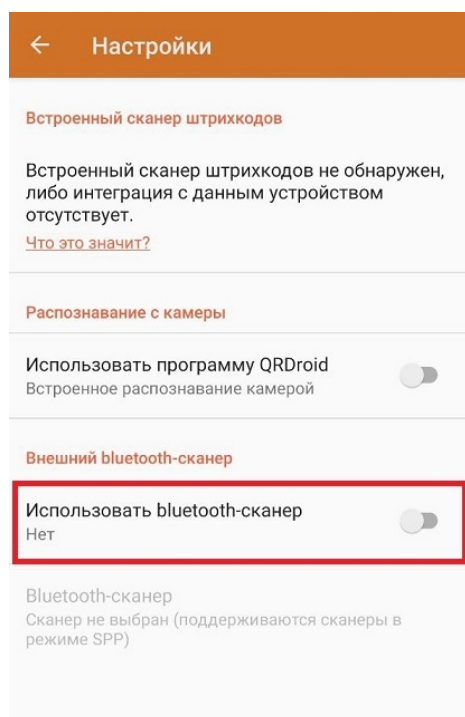 Настройки
Встроенный сканер штрихкодов
Встроенный сканер штрихкодов не обнаружен,
либо интеграция с данным устройством
отсутствует.
Что это значит?
Распознавание с камеры
Использовать программу QRDroid
Встроенное распознавание камерой
Внешний bluetooth-сканер
Использовать bluetooth-сканер
Нет
Bluetooth-сканер
Сканер не выбран (поддерживаются сканеры в
режиме SPP)